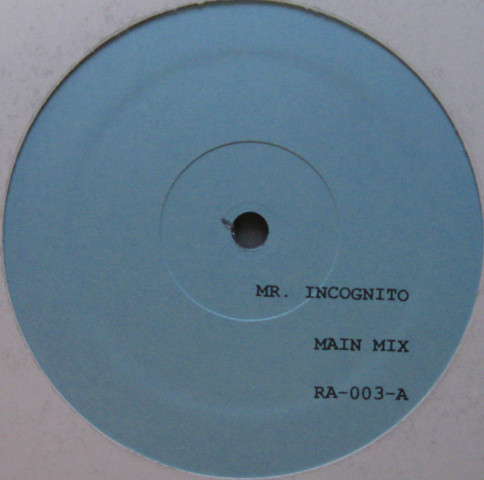 MR. INCOGNITO
MAIN MIX
RA-003-A